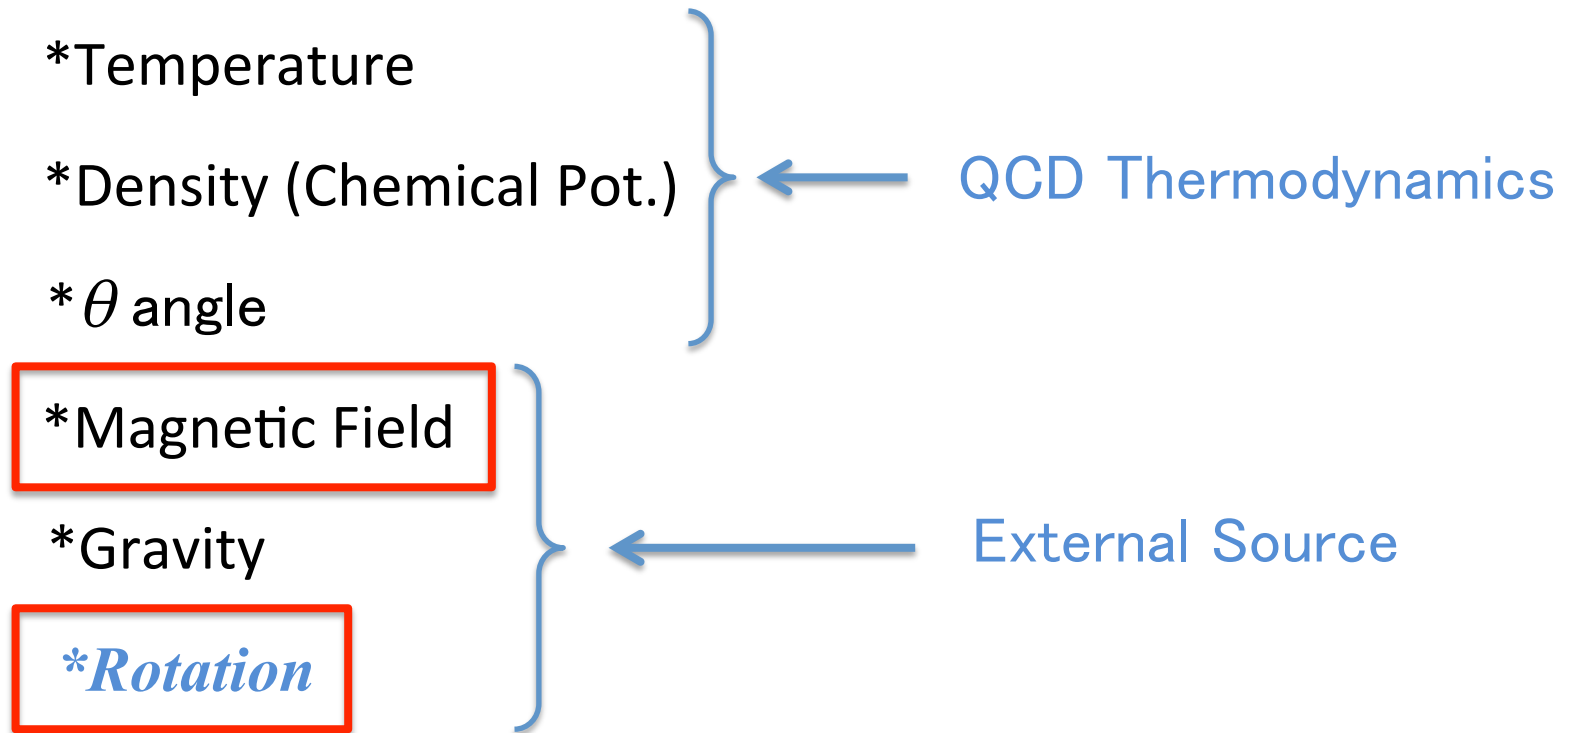 *Temperature
*Density (Chemical Pot.)
QCD Thermodynamics
*θ angle
*Magnetic Field
*Gravity
External Source
*Rotation